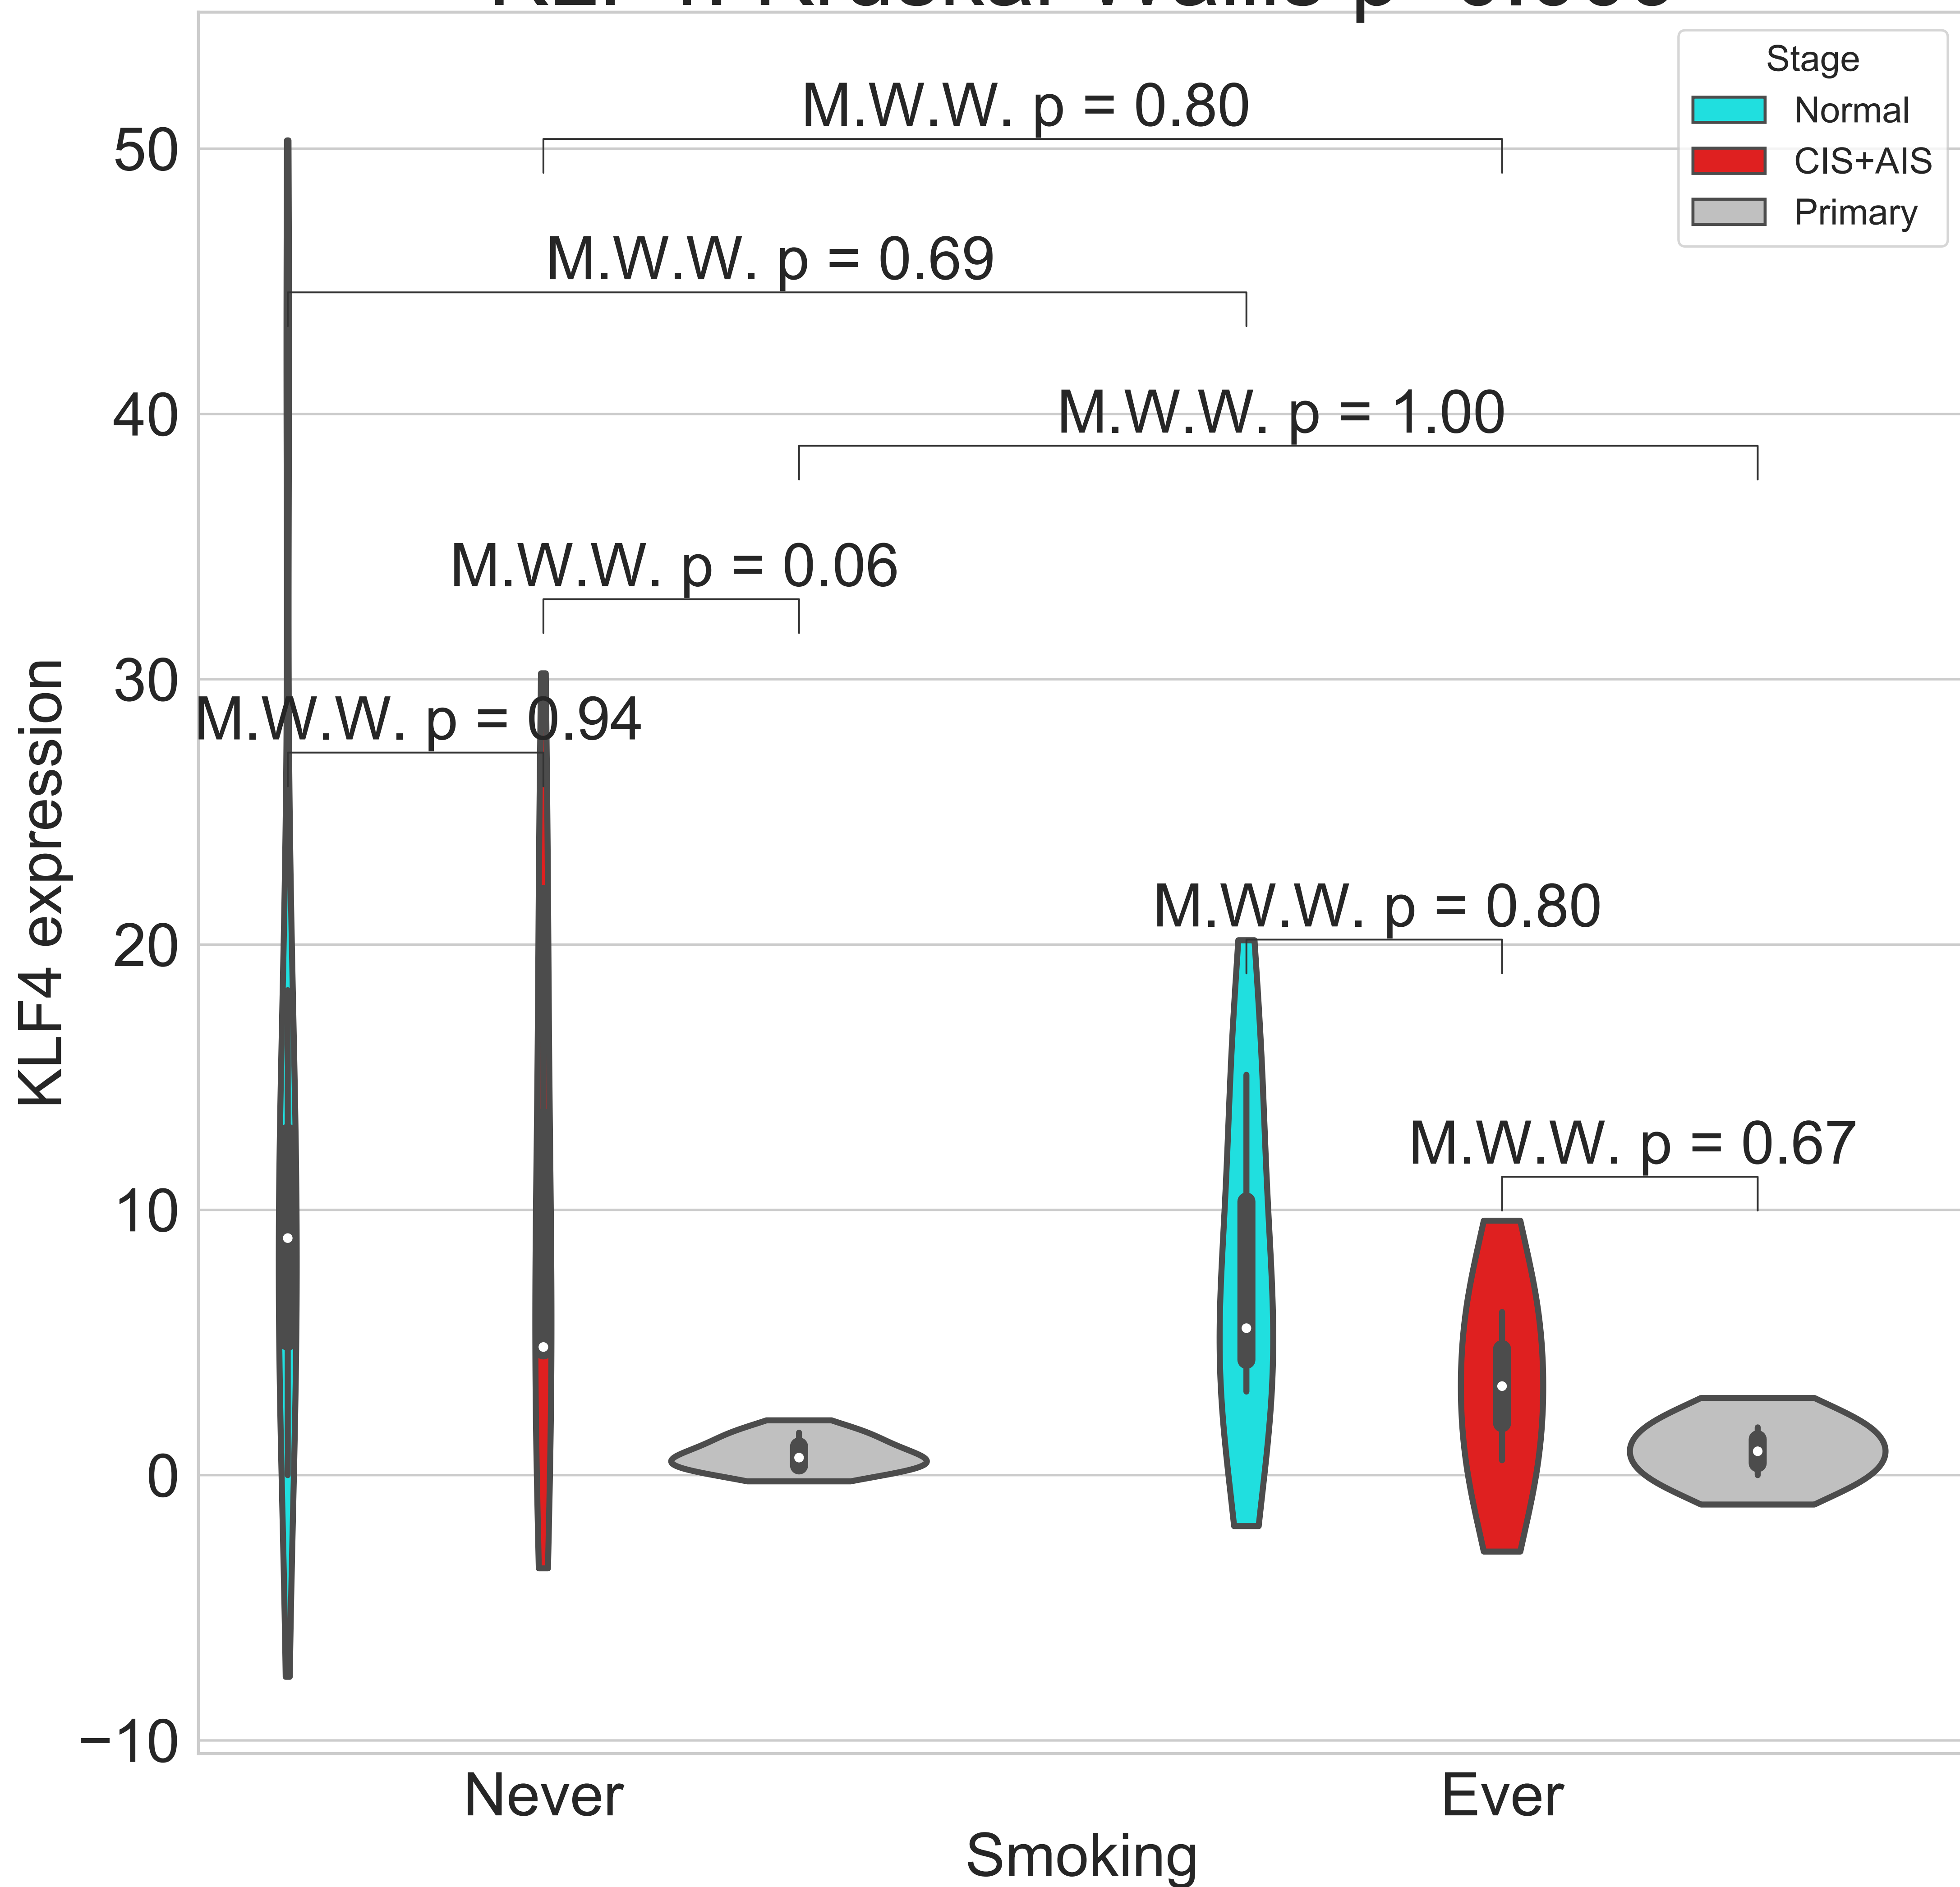 Stage
Normal
CIS+AIS
Primary
M.W.W. p = 0.80
M.W.W. p = 0.69
M.W.W. p = 1.00
M.W.W. p = 0.06
M.W.W. p = 0.94
M.W.W. p = 0.80
M.W.W. p = 0.67
KLF4 expression
50
40
30
20
10
0
−10
Never
Ever
Smoking